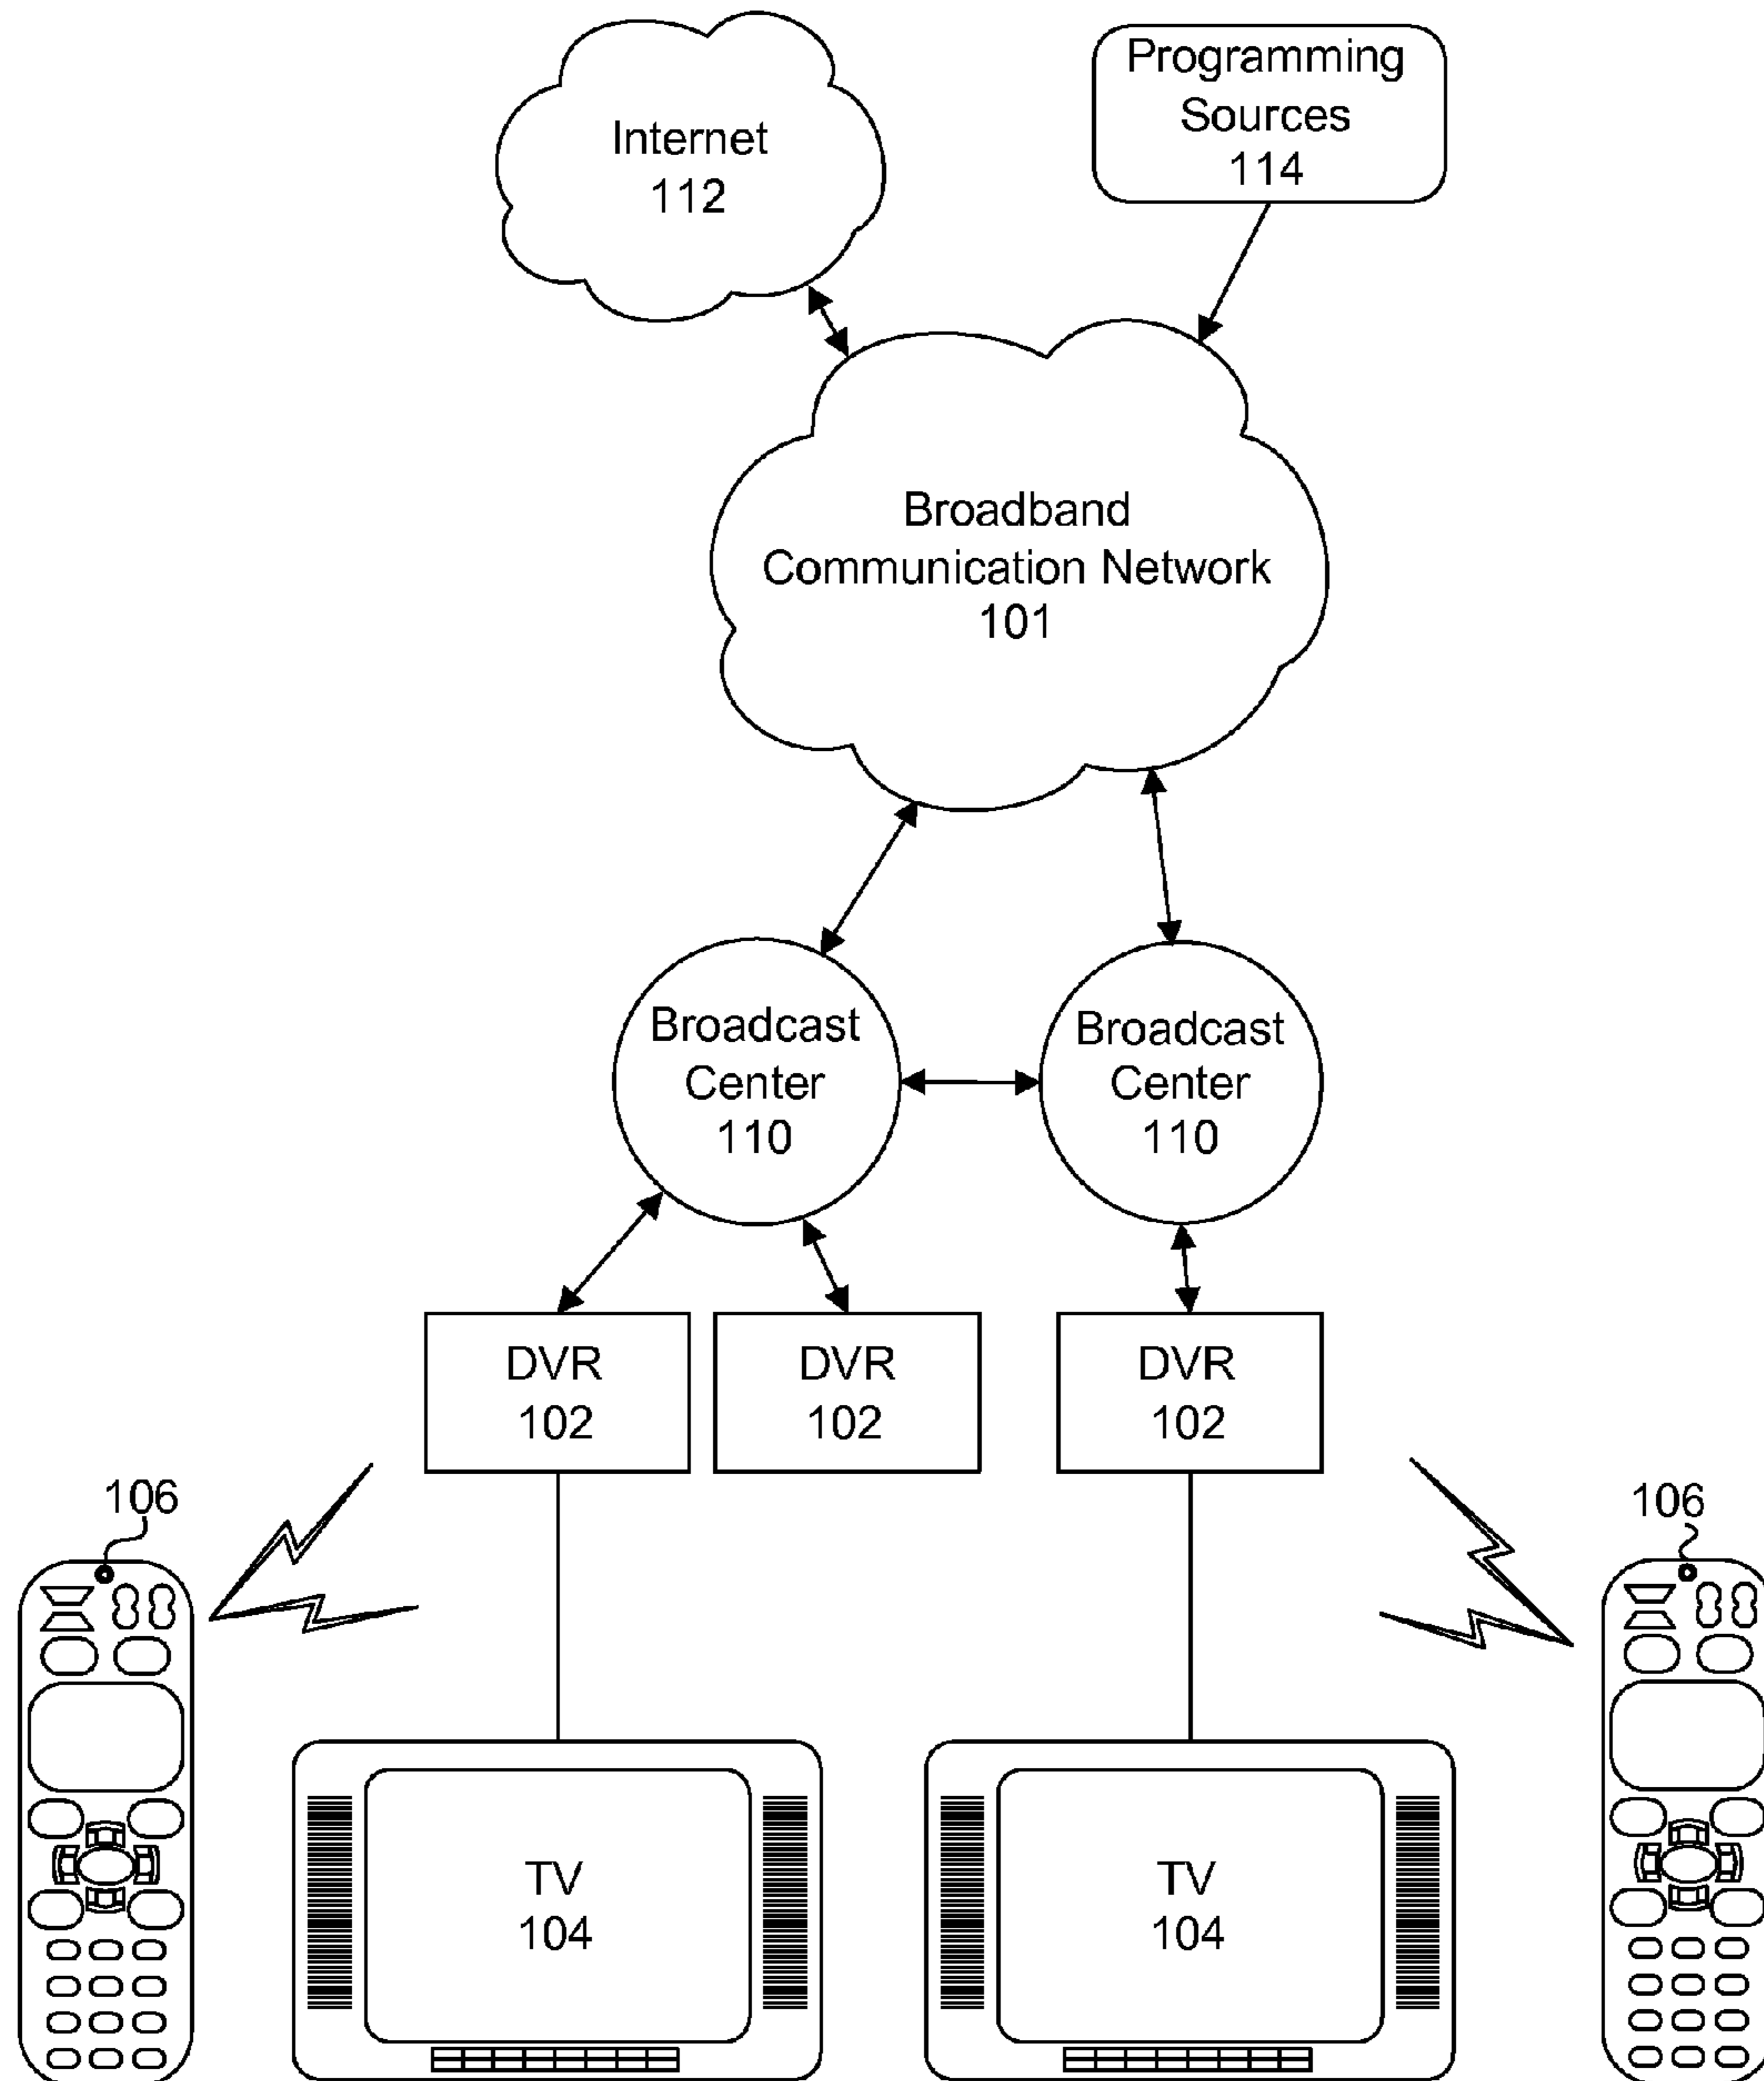 Internet
112
Programming
Sources
114
Broadband
Communication Network
101
Broadcast
Center
110
Broadcast
Center
110
DVR
102
DVR
102
DVR
102
106
106
TV
104
TV
104